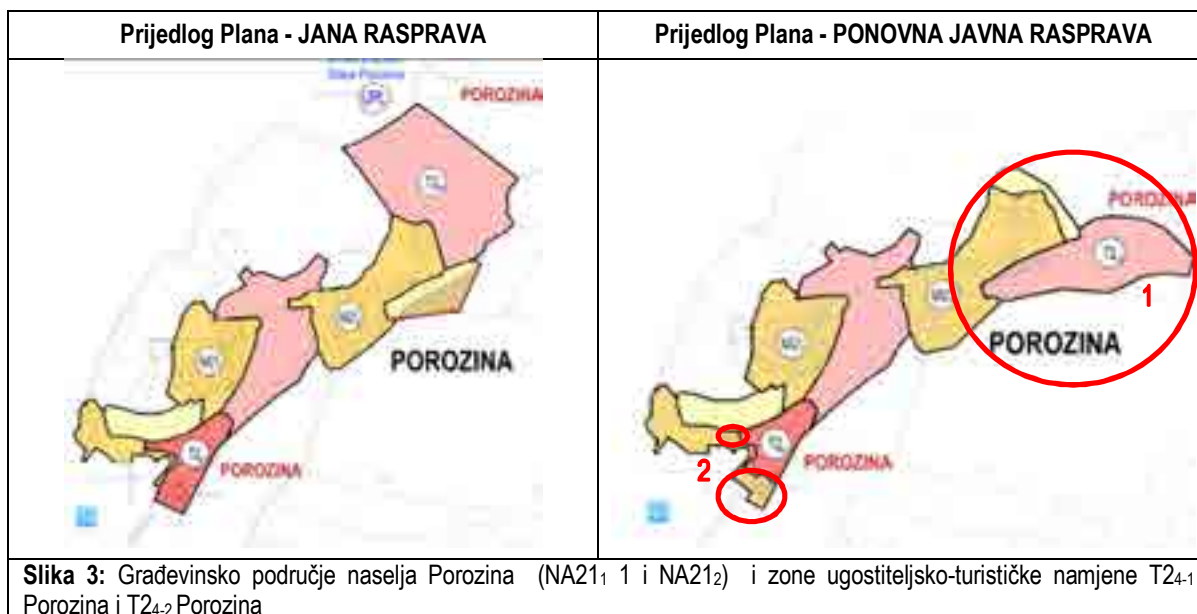 Prijedlog Plana - JANA RASPRAVA
Prijedlog Plana - PONOVNA JAVNA RASPRAVA
POROZINA
POROZINA
POROZINA
POROZINA
1
POROZINA
2
POROZINA
Slika 3: Građevinsko područje naselja Porozina (NA21₁ 1 i NA21₂) i zone ugostiteljsko-turističke namjene T2₄₋₁
Porozina i T2₄₋₂ Porozina